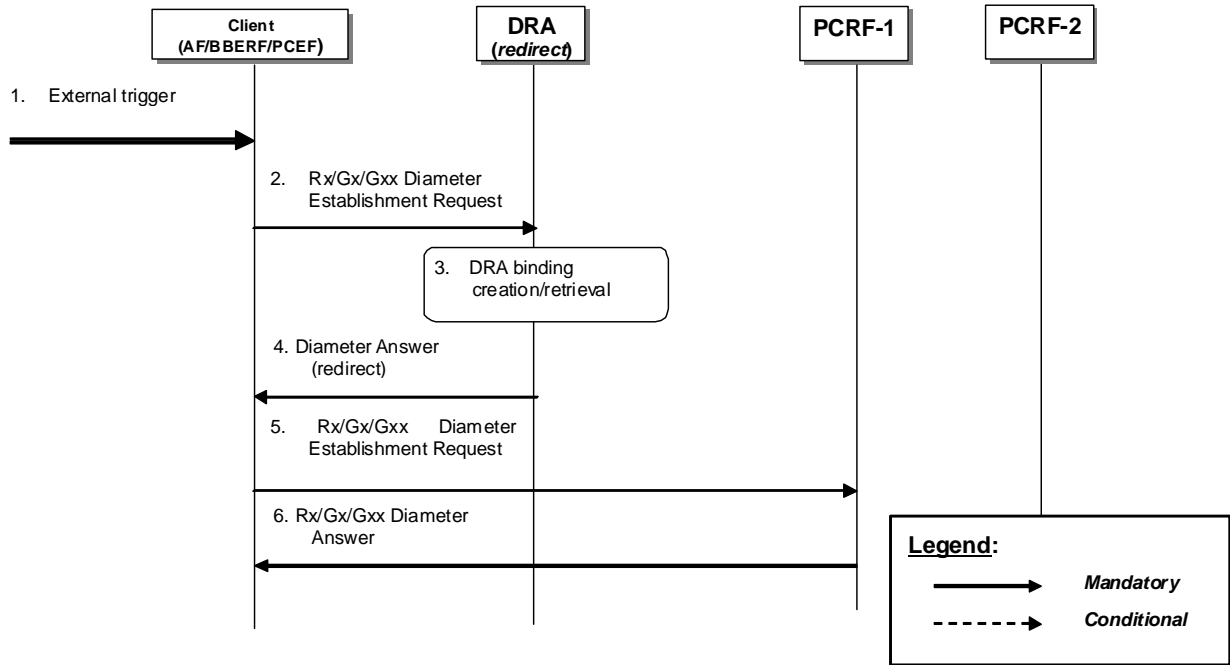 Client
(AF/BBERF/PCEF)
DRA
(redirect)
PCRF-1
PCRF-2
1. External trigger
2. Rx/Gx/Gxx Diameter
Establishment Request
3. DRA binding
creation/retrieval
4. Diameter Answer
(redirect)
5. Rx/Gx/Gxx Diameter
Establishment Request
6. Rx/Gx/Gxx Diameter
Answer
Legend:
Mandatory
Conditional